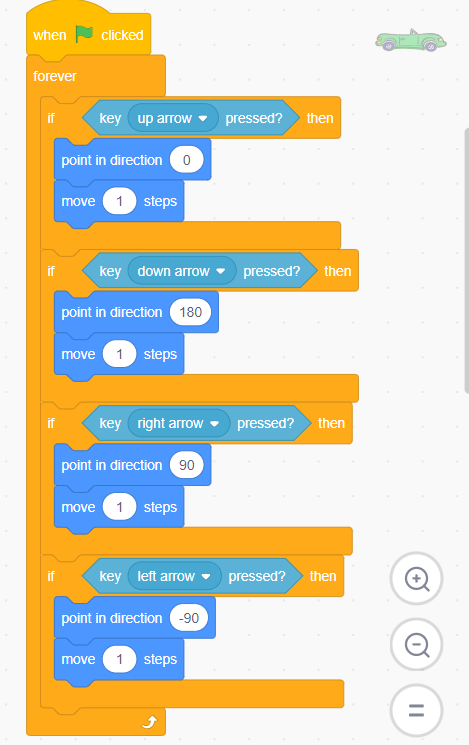 when clicked
forever
if key up arrow pressed? then
point in direction 0
move 1 steps
if key down arrow pressed? then
point in direction 180
move 1 steps
if key right arrow pressed? then
point in direction 90
move 1 steps
if key left arrow pressed? then
point in direction -90
move 1 steps